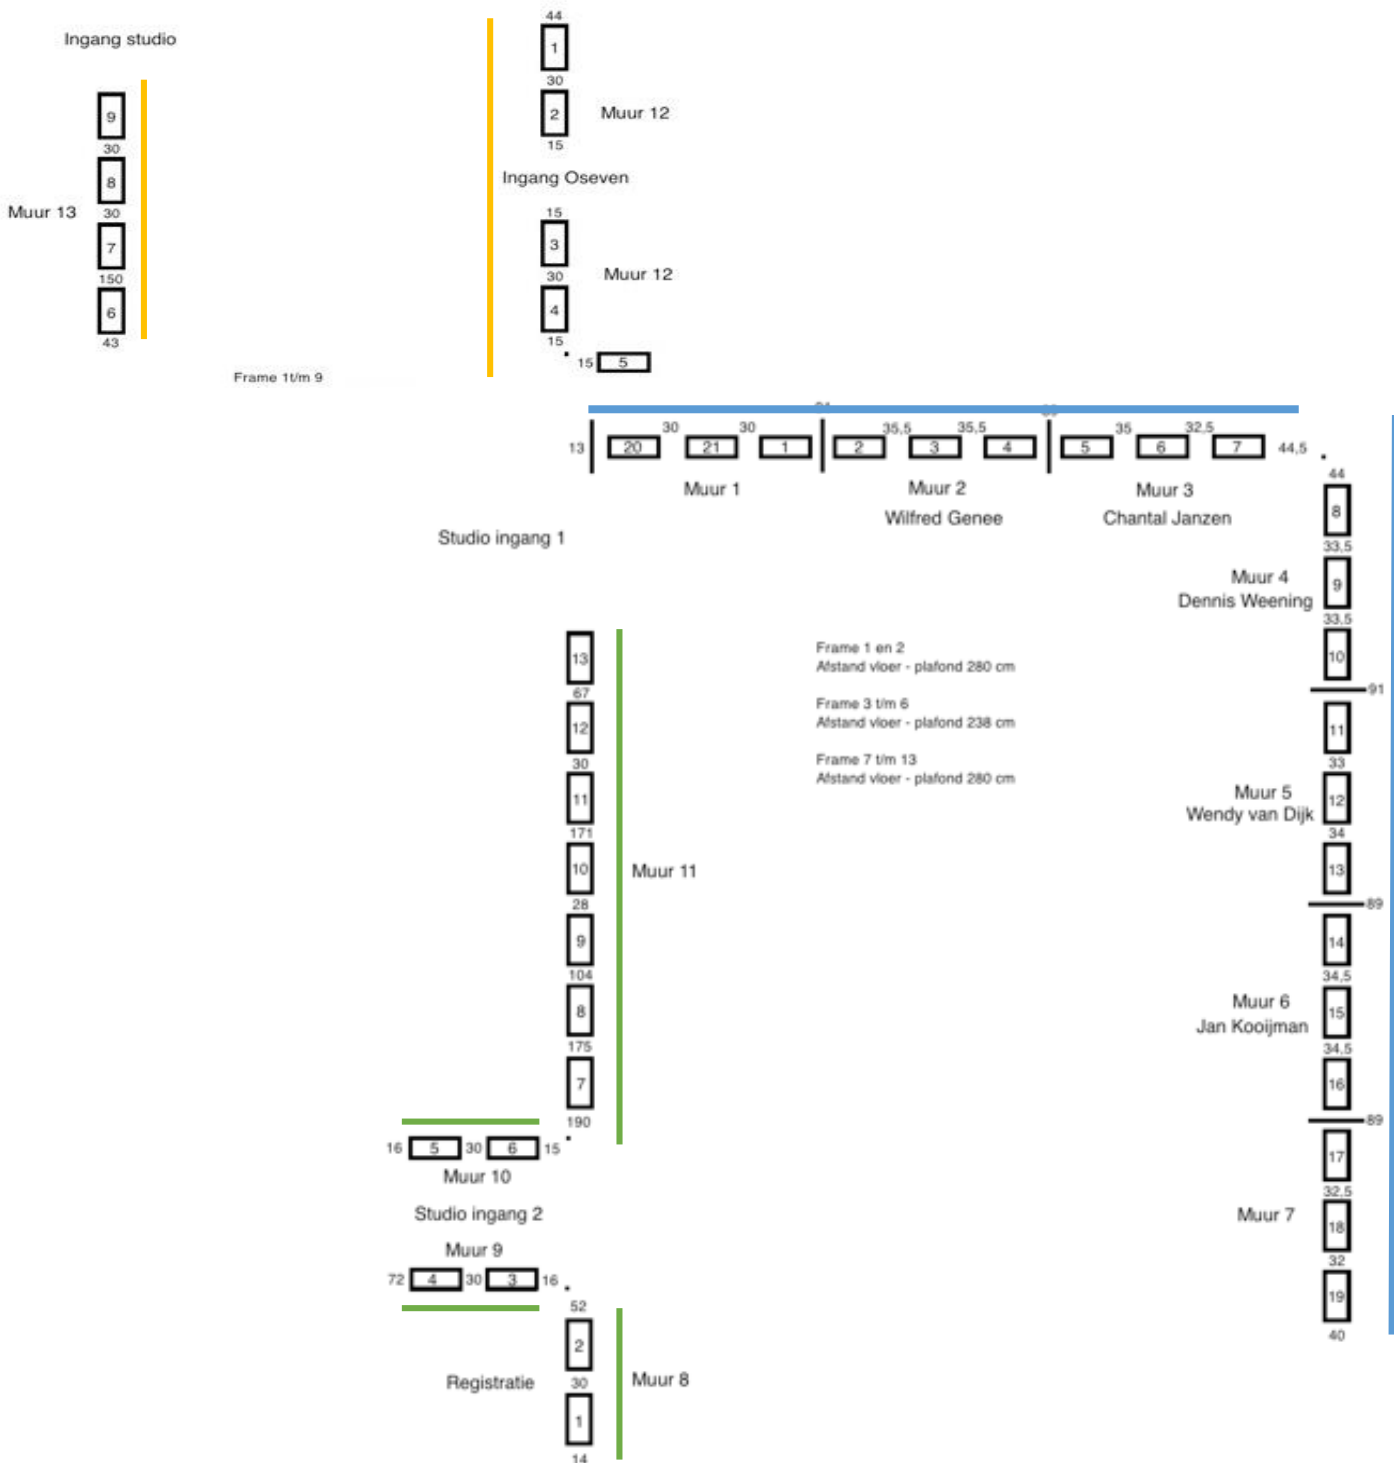 44
Ingang studio
1
30
9
2
Muur 12
30
15
8
Ingang Oseven
Muur 13
30
15
7
3
150
30
Muur 12
6
4
43
15
15
5
Frame 1t/m 9
30
30
35,5
35,5
35
32,5
13
20
21
1
2
3
4
5
6
7
44,5
Muur 1
Muur 2
Muur 3
Wilfred Genee
Chantal Janzen
44
8
Studio ingang 1
33,5
Muur 4
9
Dennis Weening
33,5
13
Frame 1 en 2
Afstand vloer - plafond 280 cm
10
67
91
Frame 3 t/m 6
Afstand vloer - plafond 238 cm
12
11
30
Frame 7 t/m 13
Afstand vloer - plafond 280 cm
33
11
Muur 5
12
Wendy van Dijk
171
34
10
Muur 11
13
28
89
9
14
104
34,5
8
Muur 6
15
Jan Kooijman
175
34,5
7
16
190
89
16
5
30
6
15
17
Muur 10
32,5
Studio ingang 2
Muur 7
18
Muur 9
32
72
4
30
3
16
19
52
40
2
Registratie
30
Muur 8
1
14